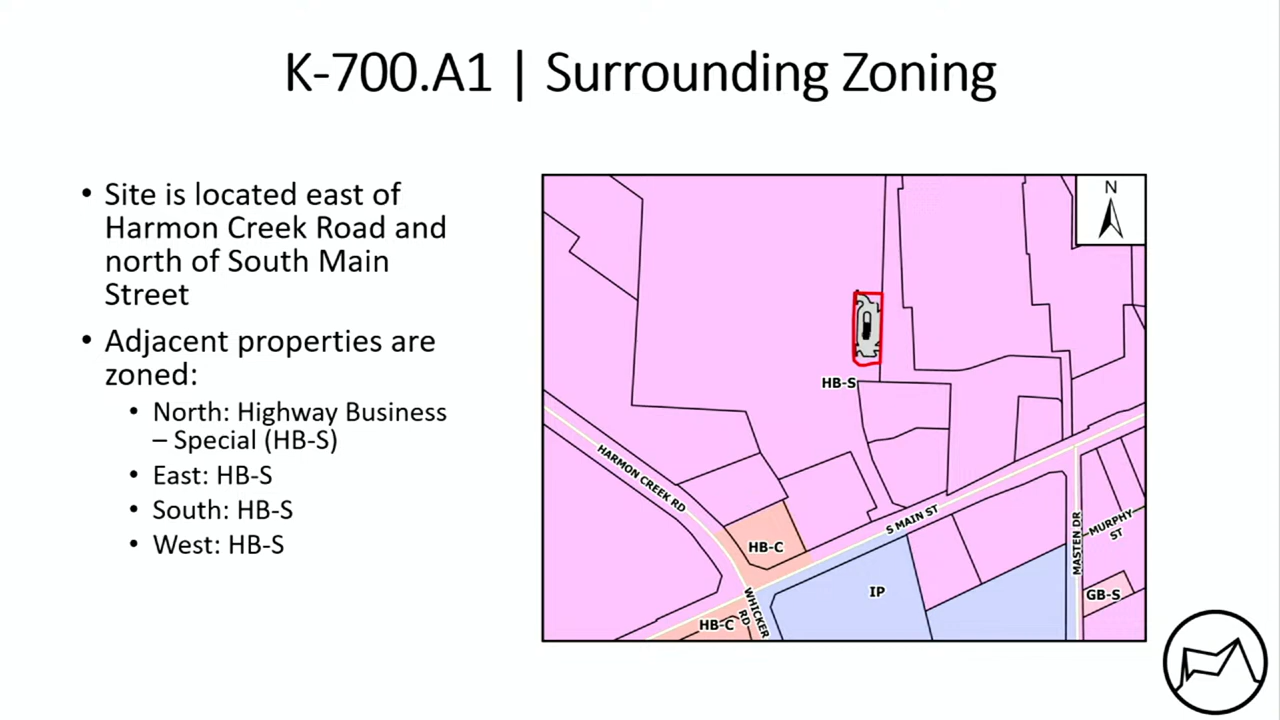 K-700.A1 | Surrounding Zoning
• Site is located east of
Harmon Creek Road and
north of South Main
Street
• Adjacent properties are
zoned:
• North: Highway Business
– Special (HB-S)
• East: HB-S
• South: HB-S
• West: HB-S
N
HB-S
HARMON CREEK RD
S MAIN ST
HB-C
MASTEN DR
MURPHY
ST
IP
GB-S
WHICKER
RD
HB-C